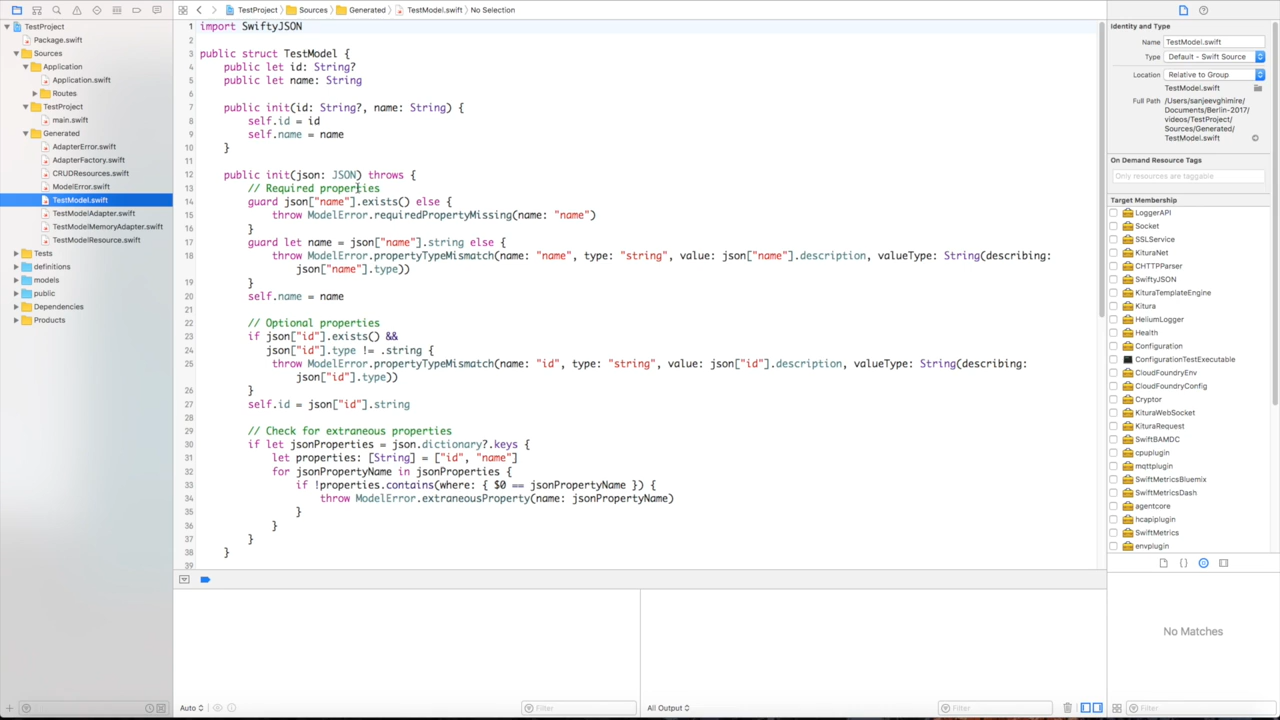 TestProject
Sources
Generated
TestModel.swift
No Selection
TestProject
Package.swift
Sources
Application
Application.swift
Routes
TestProject
main.swift
Generated
AdapterError.swift
AdapterFactory.swift
CRUDResources.swift
ModelError.swift
TestModel.swift
TestModelAdapter.swift
TestModelMemoryAdapter.swift
TestModelResource.swift
Tests
definitions
models
public
Dependencies
Products
1 import SwiftyJSON
2
3 public struct TestModel {
4 public let id: String?
5 public let name: String
6
7 public init(id: String?, name: String) {
8 self.id = id
9 self.name = name
10 }
11
12 public init(json: JSON) throws {
13 // Required properties
14 guard json["name"].exists() else {
15 throw ModelError.requiredPropertyMissing(name: "name")
16 }
17 guard let name = json["name"].string else {
18 throw ModelError.propertyTypeMismatch(name: "name", type: "string", value: json["name"].description, valueType: String(describing:
json["name"].type))
19 }
20 self.name = name
21
22 // Optional properties
23 if json["id"].exists() &&
24 json["id"].type != .string {
25 throw ModelError.propertyTypeMismatch(name: "id", type: "string", value: json["id"].description, valueType: String(describing:
json["id"].type))
26 }
27 self.id = json["id"].string
28
29 // Check for extraneous properties
30 if let jsonProperties = json.dictionary?.keys {
31 let properties: [String] = ["id", "name"]
32 for jsonPropertyName in jsonProperties {
33 if !properties.contains(where: { $0 == jsonPropertyName }) {
34 throw ModelError.extraneousProperty(name: jsonPropertyName)
35 }
36 }
37 }
38 }
39
Auto
Filter
All Output
Filter
Identity and Type
Name TestModel.swift
Type Default - Swift Source
Location Relative to Group
TestModel.swift
Full Path /Users/sanjeevghimire/
Documents/Berlin-2017/
videos/TestProject/
Sources/Generated/
TestModel.swift
On Demand Resource Tags
Only resources are taggable
Target Membership
LoggerAPI
Socket
SSLService
KituraNet
CHTTPParser
SwiftyJSON
KituraTemplateEngine
Kitura
HeliumLogger
Health
Configuration
ConfigurationTestExecutable
CloudFoundryEnv
CloudFoundryConfig
Cryptor
KituraWebSocket
KituraRequest
SwiftBAMDC
cpuplugin
mqttplugin
SwiftMetricsBluemix
SwiftMetricsDash
agentcore
hcapiplugin
SwiftMetrics
envplugin
No Matches
Filter